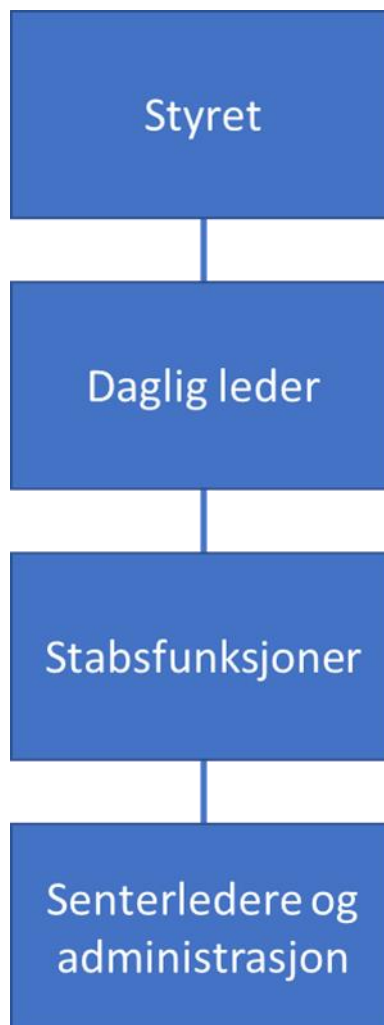 Styret
Daglig leder
Stabsfunksjoner
Senterledere og
administrasjon